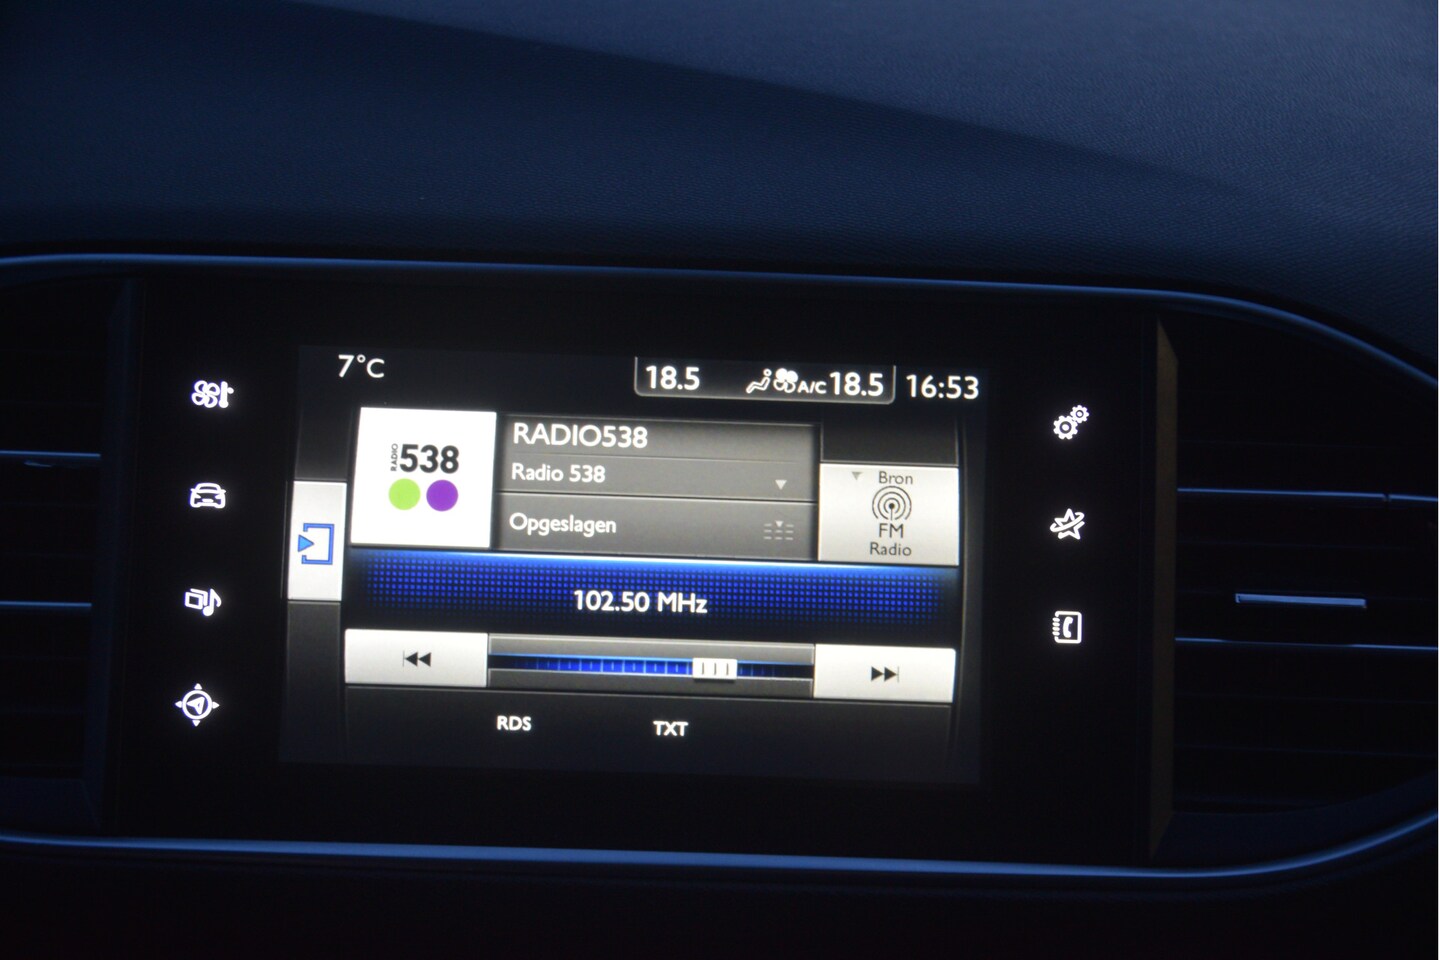 7°C
18.5 A/C 18.5 16:53
RADIO 538
RADIO538
Radio 538
Opgeslagen
Bron
FM
Radio
102.50 MHz
RDS TXT